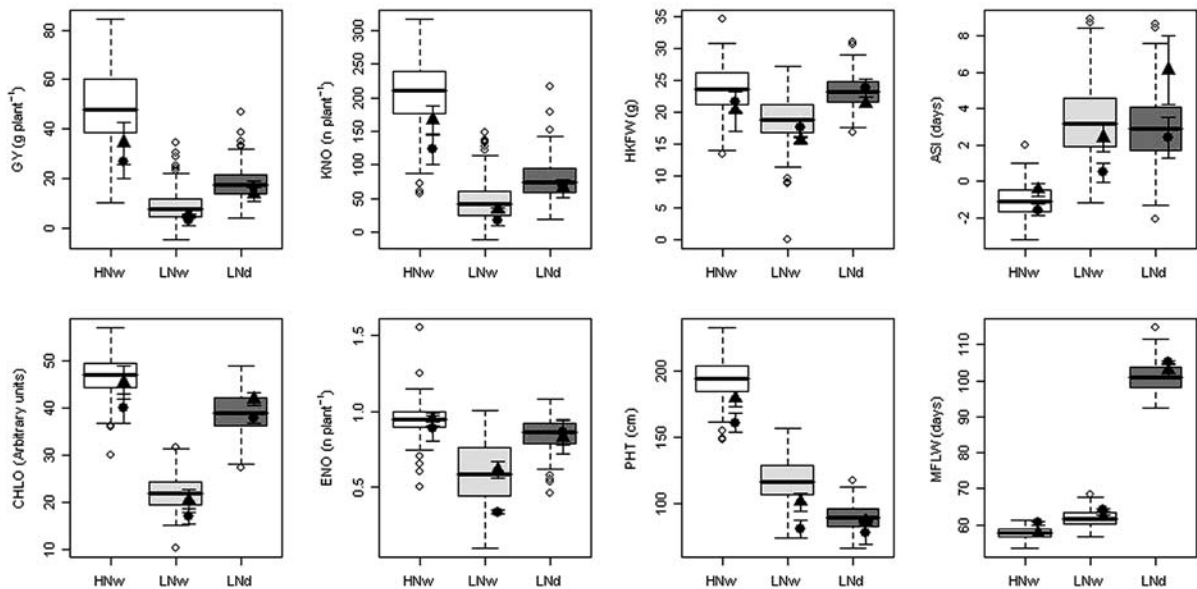 GY (g plant⁻¹)
0 20 40 60 80
HNw LNw LNd
KNO (n plant⁻¹)
0 50 100 150 200 250 300
HNw LNw LNd
HKFW (g)
0 5 10 15 20 25 30 35
HNw LNw LNd
ASI (days)
-2 0 2 4 6 8
HNw LNw LNd
CHLO (Arbitrary units)
10 20 30 40 50
HNw LNw LNd
ENO (n plant⁻¹)
0.5 1.0 1.5
HNw LNw LNd
PHT (cm)
100 150 200
HNw LNw LNd
MFLW (days)
60 70 80 90 100 110
HNw LNw LNd